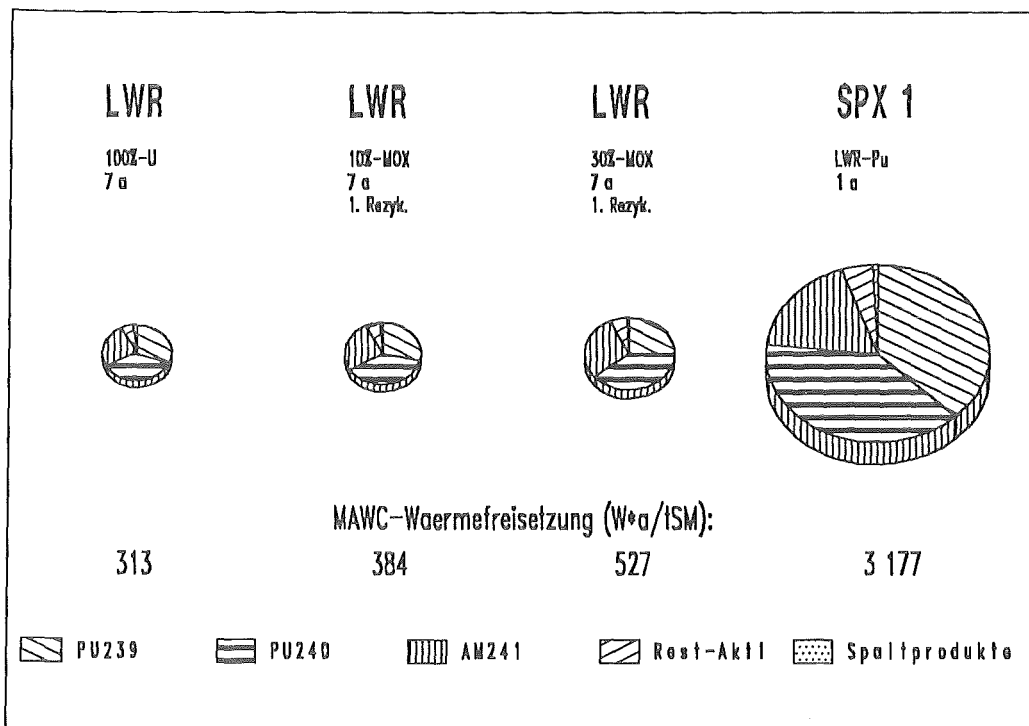 LWR LWR LWR SPX 1
100%-U 10%-MOX 30%-MOX LWR-Pu
7 a 7 a 7 a 1 a
1. Rezyk. 1. Rezyk.
MAWC-Waermefreisetzung (W*a/tSM):
313 384 527 3 177
PU239 PU240 AM241 Rest-Akti Spaltprodukte